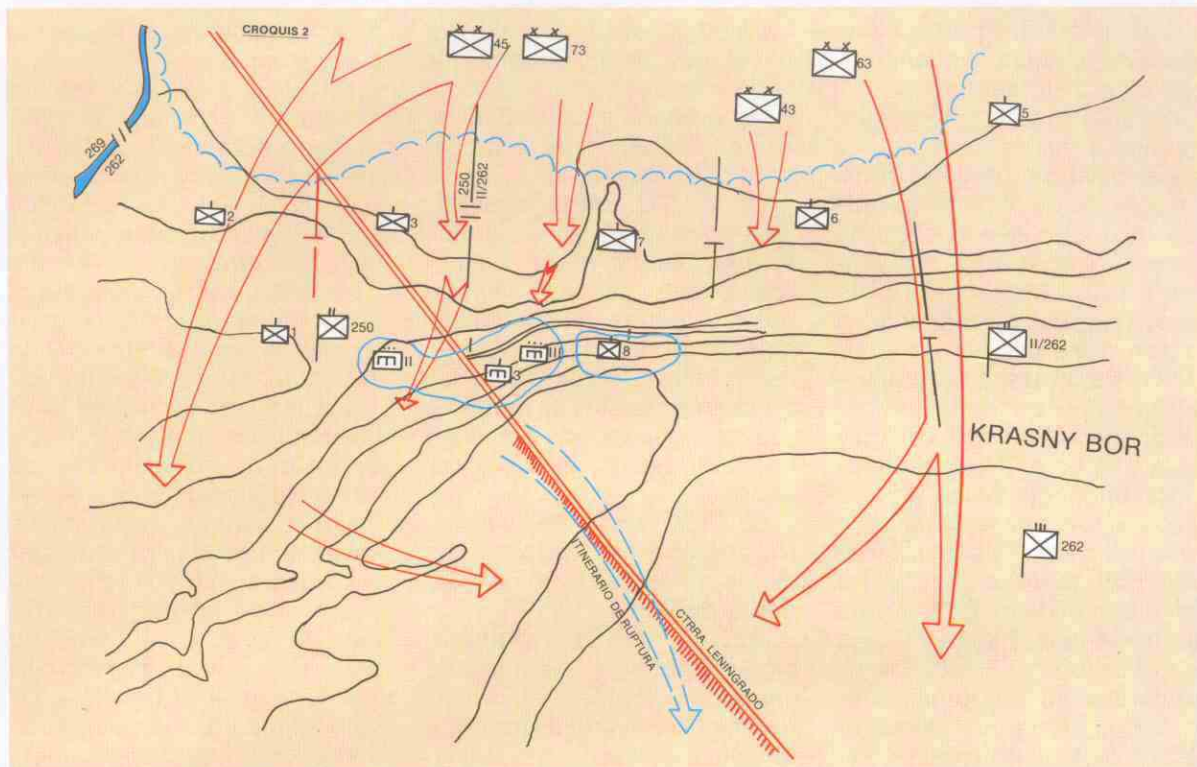 CROQUIS 2
45
73
63
43
5
269
262
250
II/262
2
3
7
6
1
250
II
3
III
8
II/262
KRASNY BOR
262
ITINERARIO DE RUPTURA
CTRRA. LENINGRADO